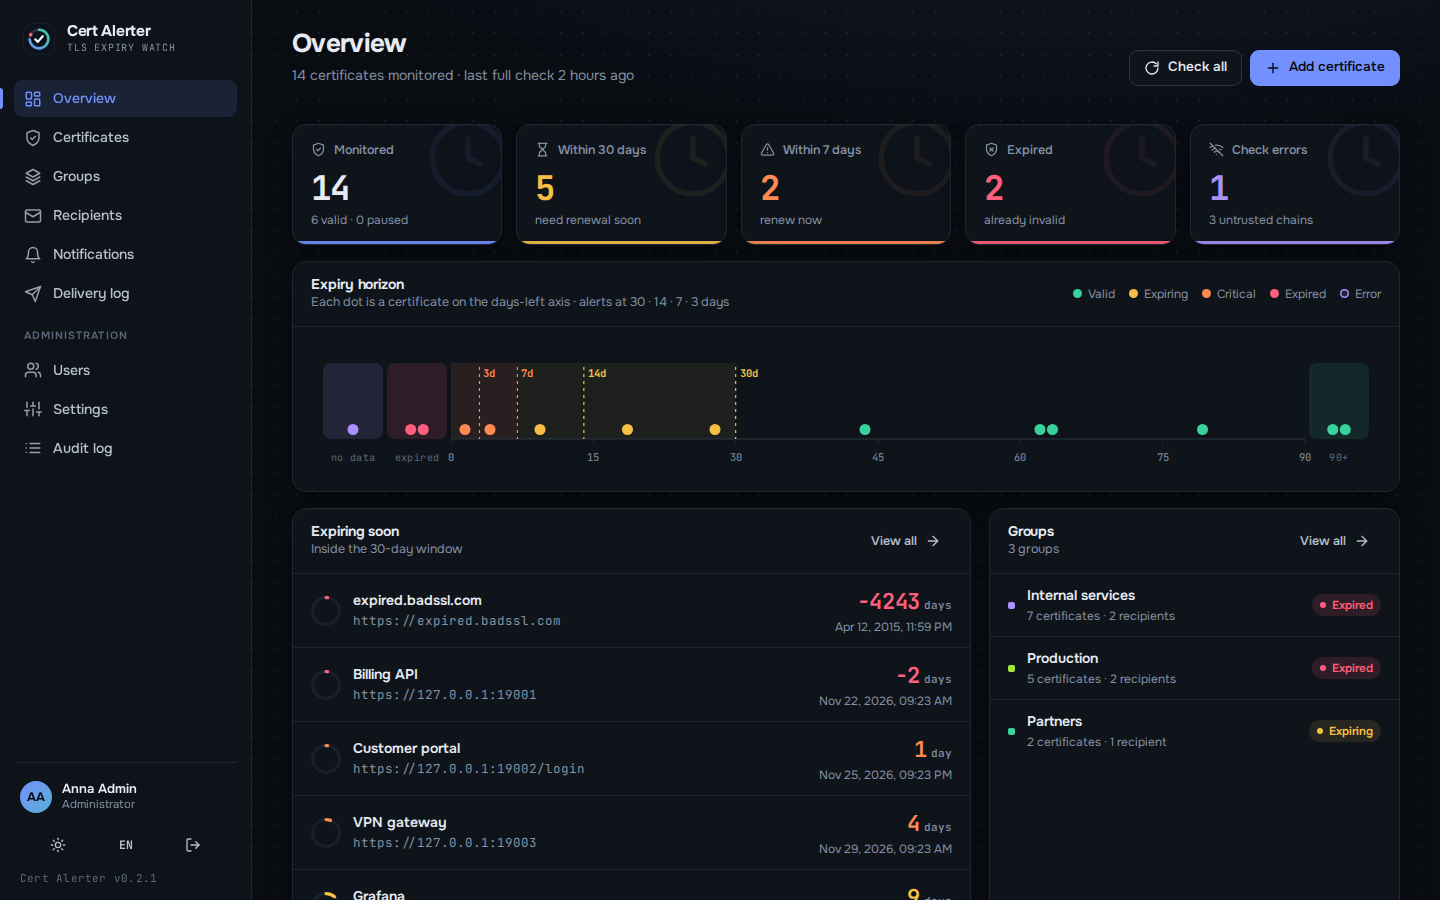 Cert Alerter
TLS EXPIRY WATCH
Overview
Certificates
Groups
Recipients
Notifications
Delivery log
ADMINISTRATION
Users
Settings
Audit log
AA
Anna Admin
Administrator
EN
Cert Alerter v0.2.1
Overview
14 certificates monitored · last full check 2 hours ago
Check all
Add certificate
Monitored
14
6 valid · 0 paused
Within 30 days
5
need renewal soon
Within 7 days
2
renew now
Expired
2
already invalid
Check errors
1
3 untrusted chains
Expiry horizon
Each dot is a certificate on the days-left axis · alerts at 30 · 14 · 7 · 3 days
Valid
Expiring
Critical
Expired
Error
3d
7d
14d
30d
no data
expired
0
15
30
45
60
75
90
90+
Expiring soon
Inside the 30-day window
View all
expired.badssl.com
https://expired.badssl.com
-4243 days
Apr 12, 2015, 11:59 PM
Billing API
https://127.0.0.1:19001
-2 days
Nov 22, 2026, 09:23 AM
Customer portal
https://127.0.0.1:19002/login
1 day
Nov 25, 2026, 09:23 PM
VPN gateway
https://127.0.0.1:19003
4 days
Nov 29, 2026, 09:23 AM
Grafana
9 days
Groups
3 groups
View all
Internal services
7 certificates · 2 recipients
Expired
Production
5 certificates · 2 recipients
Expired
Partners
2 certificates · 1 recipient
Expiring